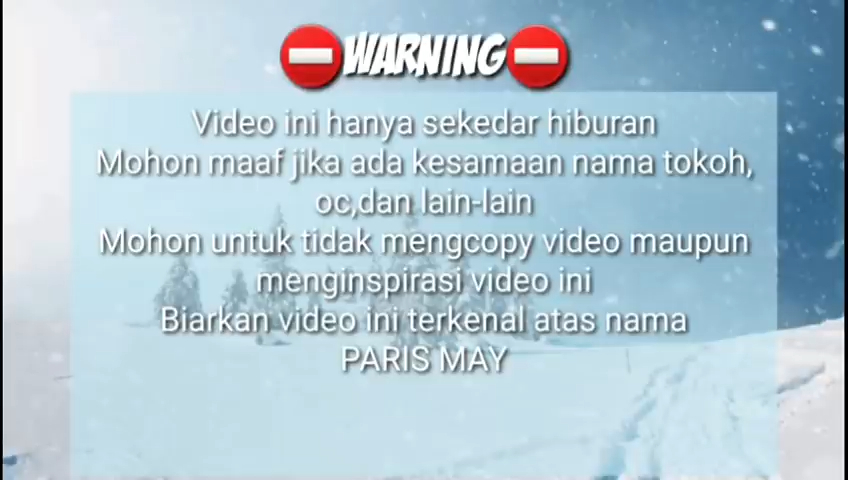 WARNING
Video ini hanya sekedar hiburan
Mohon maaf jika ada kesamaan nama tokoh,
oc,dan lain-lain
Mohon untuk tidak mengcopy video maupun
menginspirasi video ini
Biarkan video ini terkenal atas nama
PARIS MAY